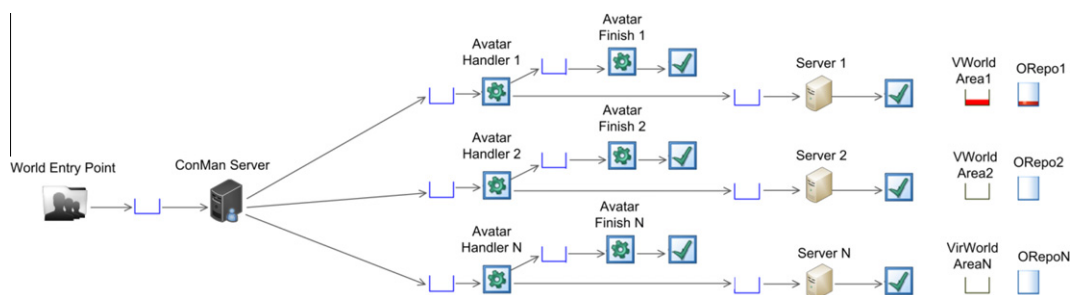 Avatar
Finish 1
Avatar
Handler 1
Server 1
VWorld
Area1
ORepo1
Avatar
Finish 2
Avatar
Handler 2
Server 2
VWorld
Area2
ORepo2
World Entry Point
ConMan Server
Avatar
Finish N
Avatar
Handler N
Server N
VirWorld
AreaN
ORepoN